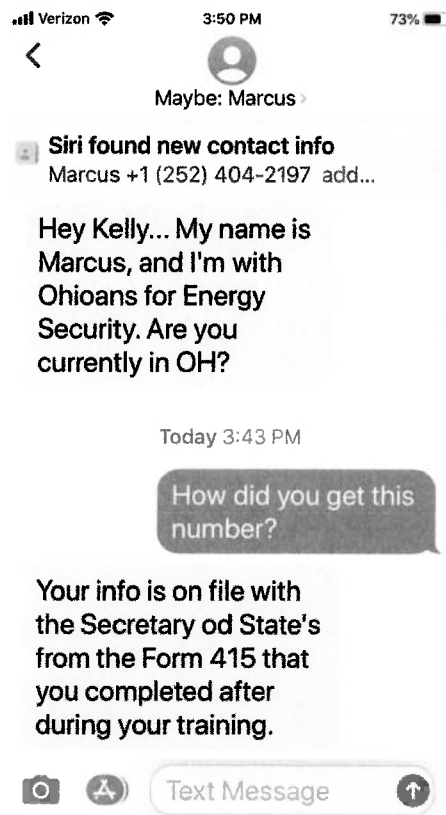 Verizon 3:50 PM 73%
Maybe: Marcus
Siri found new contact info
Marcus +1 (252) 404-2197 add...
Hey Kelly... My name is
Marcus, and I'm with
Ohioans for Energy
Security. Are you
currently in OH?
Today 3:43 PM
How did you get this
number?
Your info is on file with
the Secretary od State's
from the Form 415 that
you completed after
during your training.
Text Message